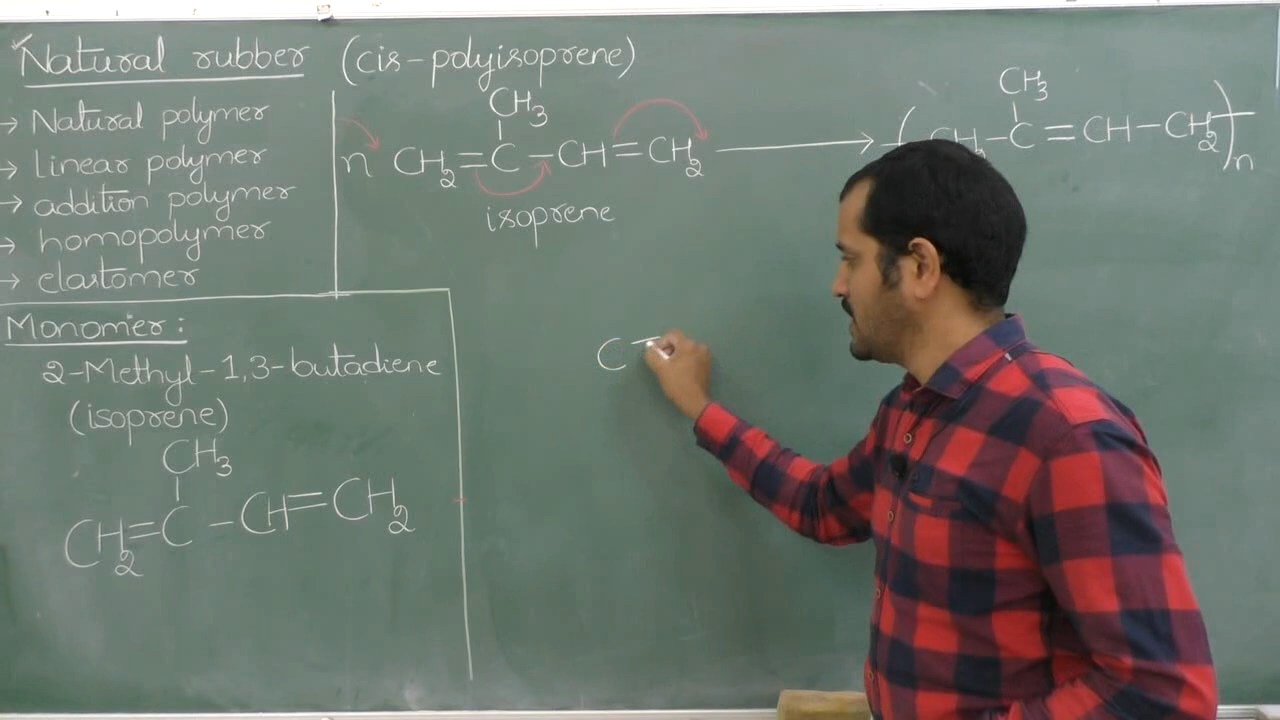 Natural rubber (cis-polyisoprene)
→ Natural polymer
→ linear polymer
→ addition polymer
→ homopolymer
→ elastomer
CH3
n CH2=C-CH=CH2 ⟶ (CH2-C=CH-CH2)n
CH3
isoprene
Monomer:
2-Methyl-1,3-butadiene
(isoprene)
CH3
CH2=C-CH=CH2
C